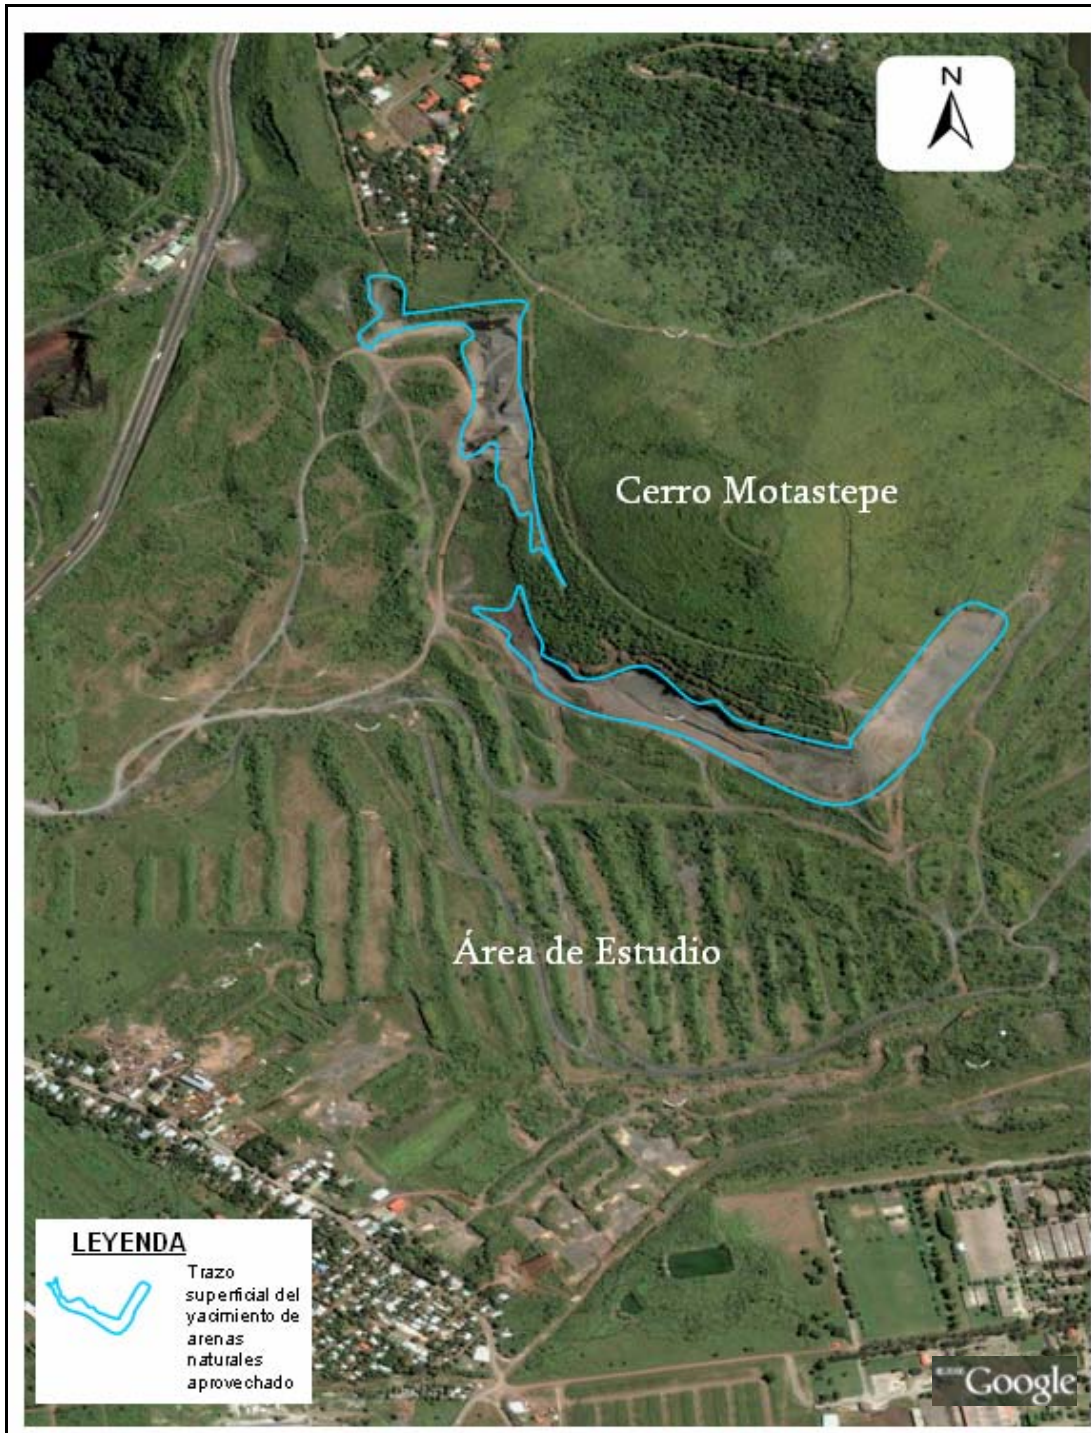 N
Cerro Motastepe
Área de Estudio
LEYENDA
Trazo
superficial del
yacimiento de
arenas
naturales
aprovechado
Google